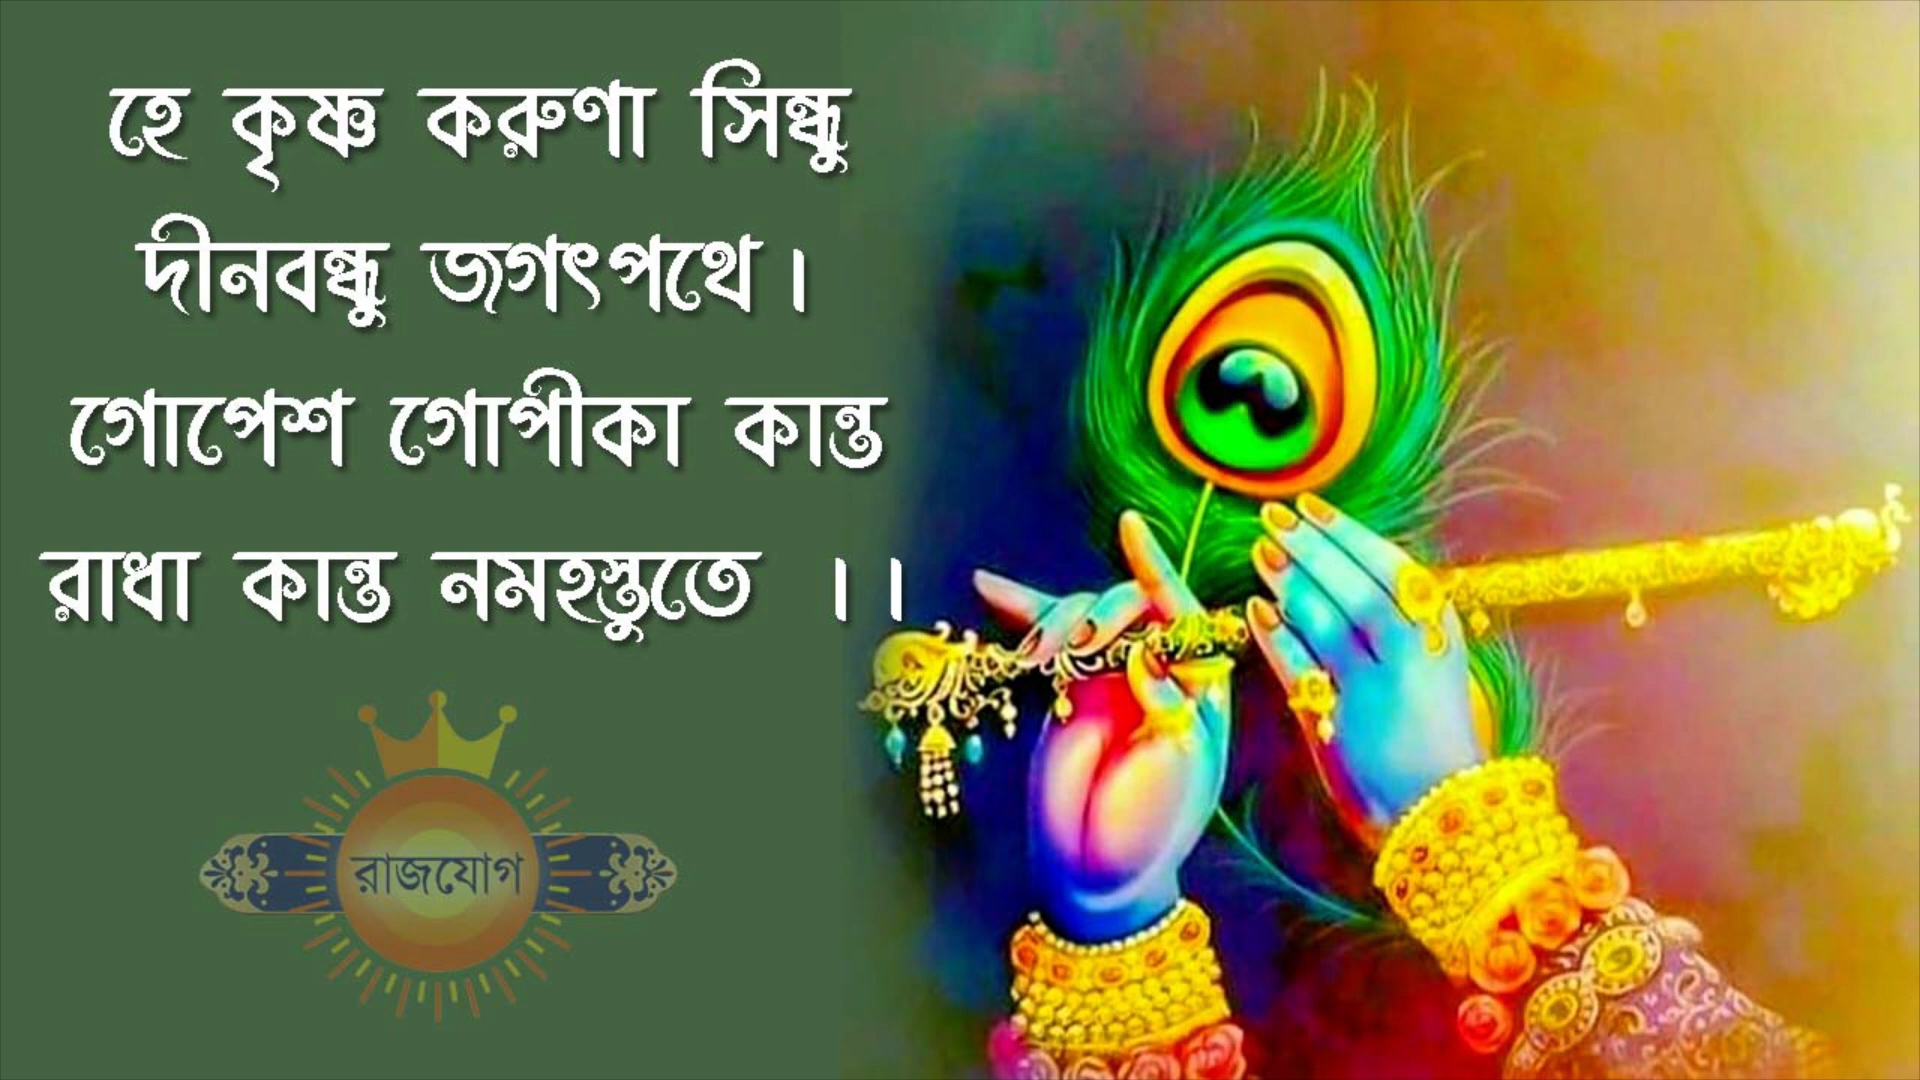 হে কৃষ্ণ করুণা সিন্ধু
দীনবন্ধু জগৎপথে।
গোপেশ গোপীকা কান্ত
রাধা কান্ত নমহস্তুতে ।।
রাজযোগ